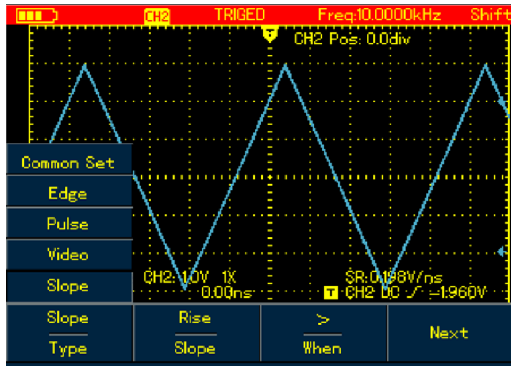 CH2 TRIGED Freq:10.0000kHz Shift
T CH2 Pos: 0.0div
Common Set
Edge
Pulse
Video
Slope
CH2: 1.0V 1X SR:0.198V/ns
0.00ns T CH2 DC -1.960V
Slope Rise > Next
Type Slope When